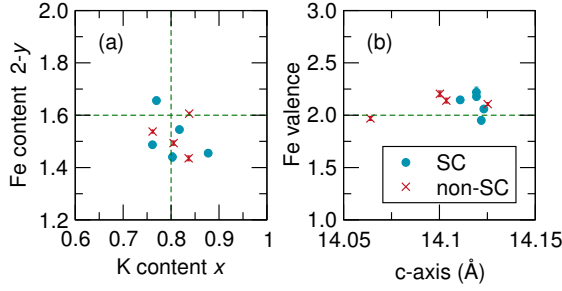 (a)
2.0
1.8
1.6
1.4
1.2
Fe content 2-y
0.6
0.7
0.8
0.9
1
K content x
(b)
3.0
2.5
2.0
1.5
1.0
Fe valence
SC
non-SC
14.05
14.1
14.15
c-axis (Å)